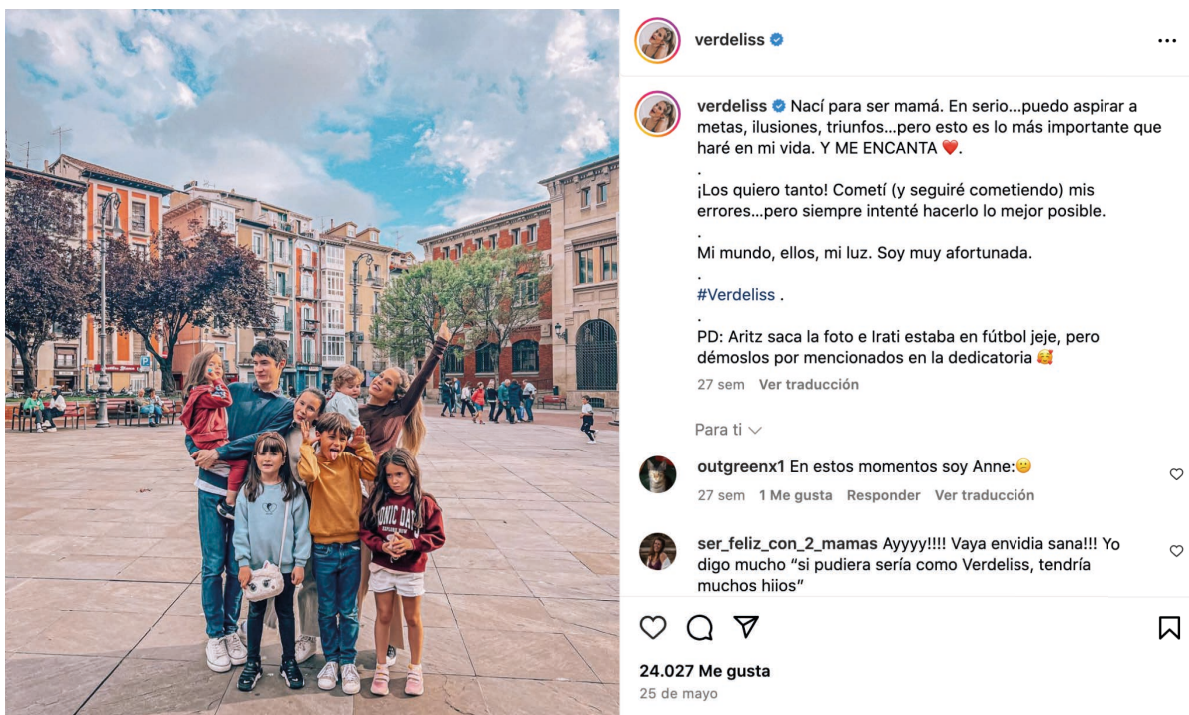 verdeliss
verdeliss Nací para ser mamá. En serio...puedo aspirar a
metas, ilusiones, triunfos...pero esto es lo más importante que
haré en mi vida. Y ME ENCANTA ❤️.
.
¡Los quiero tanto! Cometí (y seguiré cometiendo) mis
errores...pero siempre intenté hacerlo lo mejor posible.
.
Mi mundo, ellos, mi luz. Soy muy afortunada.
.
#Verdeliss .
.
PD: Aritz saca la foto e Irati estaba en fútbol jeje, pero
démoslos por mencionados en la dedicatoria 🥰
27 sem Ver traducción
Para ti
outgreenx1 En estos momentos soy Anne:😕
27 sem 1 Me gusta Responder Ver traducción
ser_feliz_con_2_mamas Ayyyy!!!! Vaya envidia sana!!! Yo
digo mucho “si pudiera sería como Verdeliss, tendría
muchos hijos”
24.027 Me gusta
25 de mayo
P